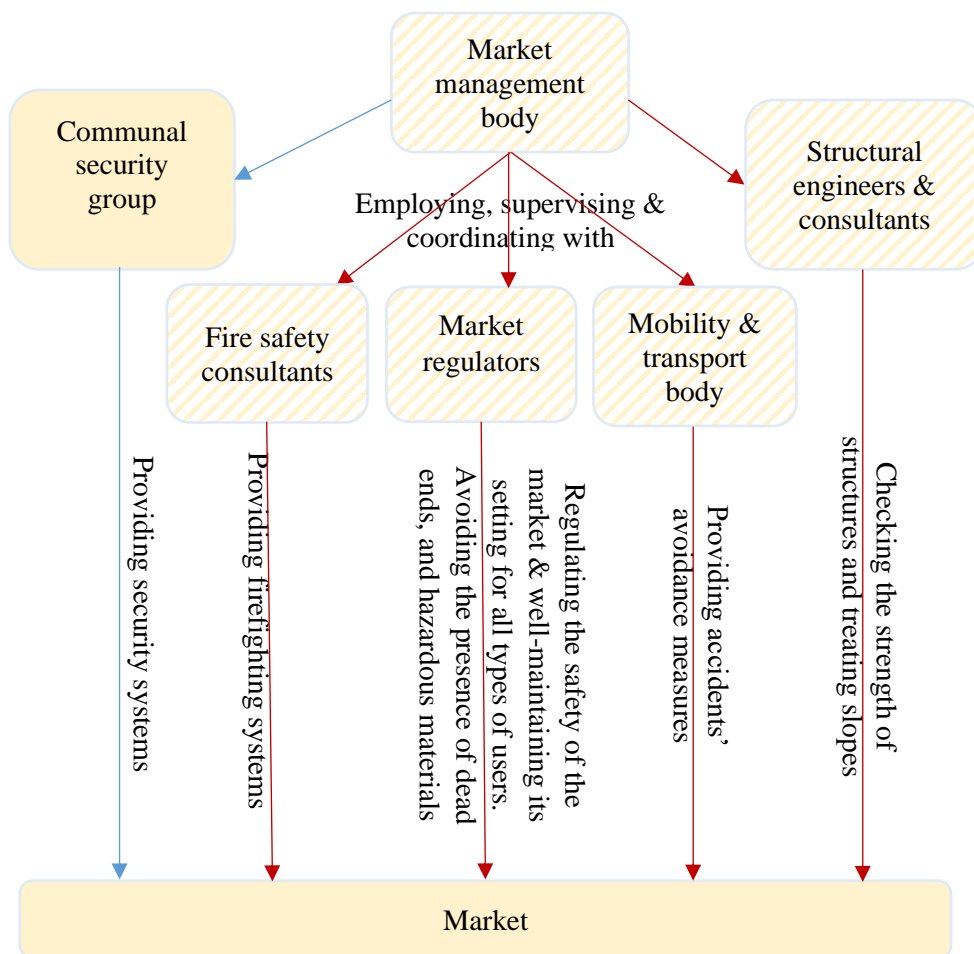 Market
management
body
Communal
security
group
Structural
engineers &
consultants
Employing, supervising &
coordinating with
Fire safety
consultants
Market
regulators
Mobility &
transport
body
Providing security systems
Providing firefighting systems
Regulating the safety of the
market & well-maintaining its
setting for all types of users.
Avoiding the presence of dead
ends, and hazardous materials
Providing accidents’
avoidance measures
Checking the strength of
structures and treating slopes
Market